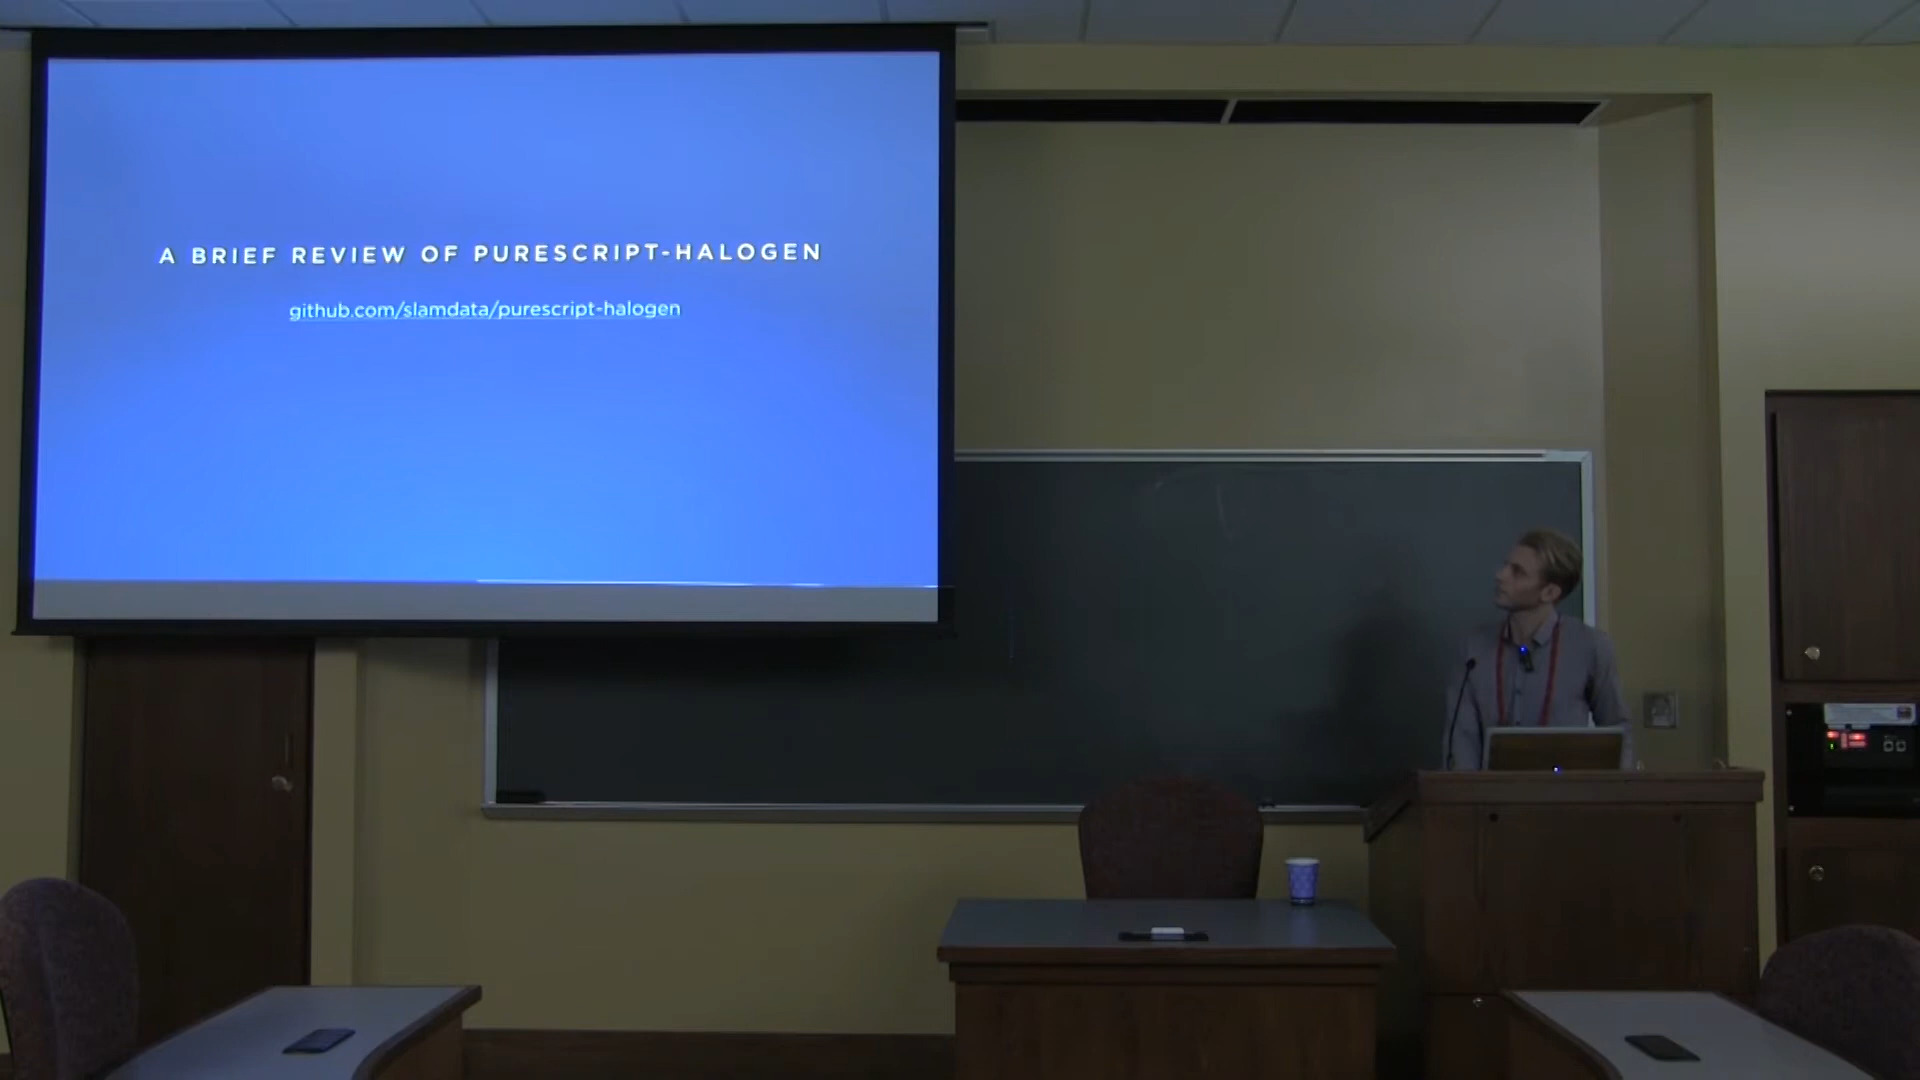 A BRIEF REVIEW OF PURESCRIPT-HALOGEN
github.com/slamdata/purescript-halogen